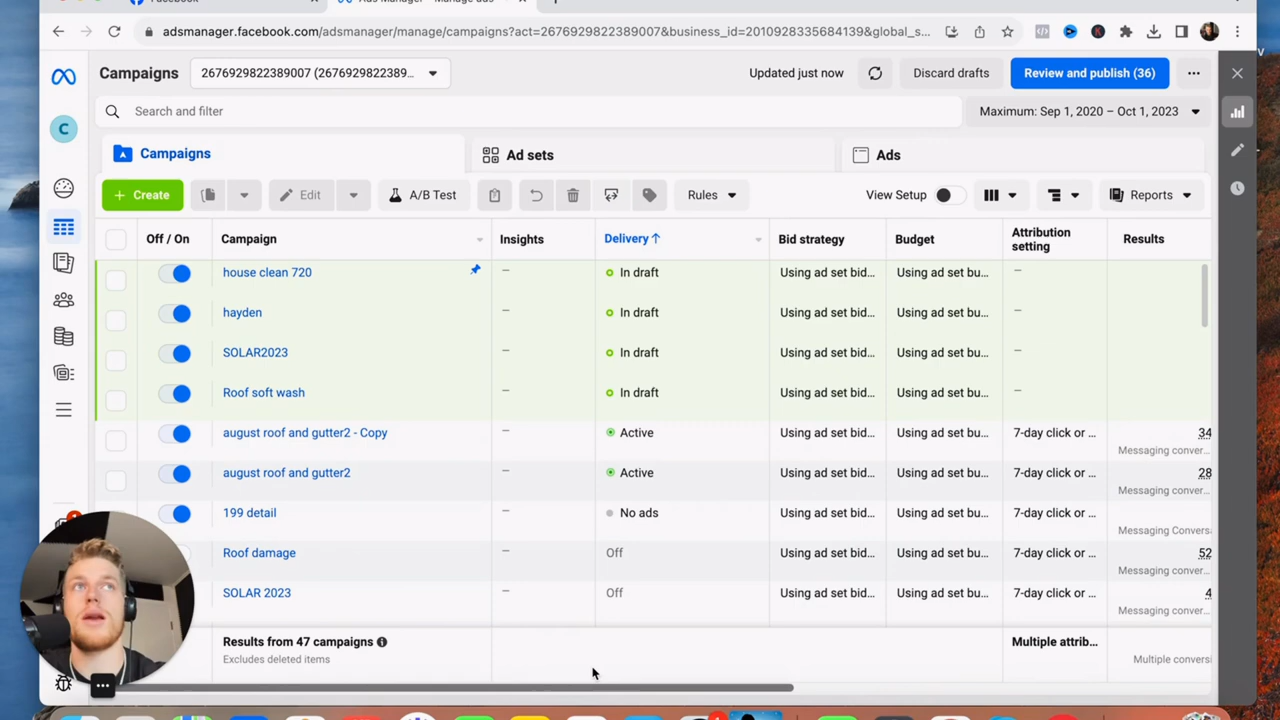 Facebook
Ads Manager - Manage ads
adsmanager.facebook.com/adsmanager/manage/campaigns?act=2676929822389007&business_id=2010928335684139&global_s...
Campaigns
2676929822389007 (2676929822389...
Updated just now
Discard drafts
Review and publish (36)
C
Search and filter
Maximum: Sep 1, 2020 – Oct 1, 2023
Campaigns
Ad sets
Ads
+ Create
Edit
A/B Test
Rules
View Setup
Reports
Off / On
Campaign
Insights
Delivery ↑
Bid strategy
Budget
Attribution setting
Results
house clean 720
–
In draft
Using ad set bid...
Using ad set bu...
–
hayden
–
In draft
Using ad set bid...
Using ad set bu...
–
SOLAR2023
–
In draft
Using ad set bid...
Using ad set bu...
–
Roof soft wash
–
In draft
Using ad set bid...
Using ad set bu...
–
august roof and gutter2 - Copy
–
Active
Using ad set bid...
Using ad set bu...
7-day click or ...
34
Messaging conver...
august roof and gutter2
–
Active
Using ad set bid...
Using ad set bu...
7-day click or ...
28
Messaging conver...
199 detail
–
No ads
Using ad set bid...
Using ad set bu...
7-day click or ...
Messaging Convers
Roof damage
–
Off
Using ad set bid...
Using ad set bu...
7-day click or ...
52
Messaging conver...
SOLAR 2023
–
Off
Using ad set bid...
Using ad set bu...
7-day click or ...
4
Messaging conver...
Results from 47 campaigns
Excludes deleted items
Multiple attrib...
Multiple conversi